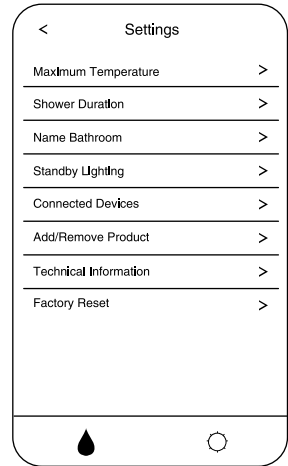 < Settings
Maximum Temperature >
Shower Duration >
Name Bathroom >
Standby Lighting >
Connected Devices >
Add/Remove Product >
Technical Information >
Factory Reset >